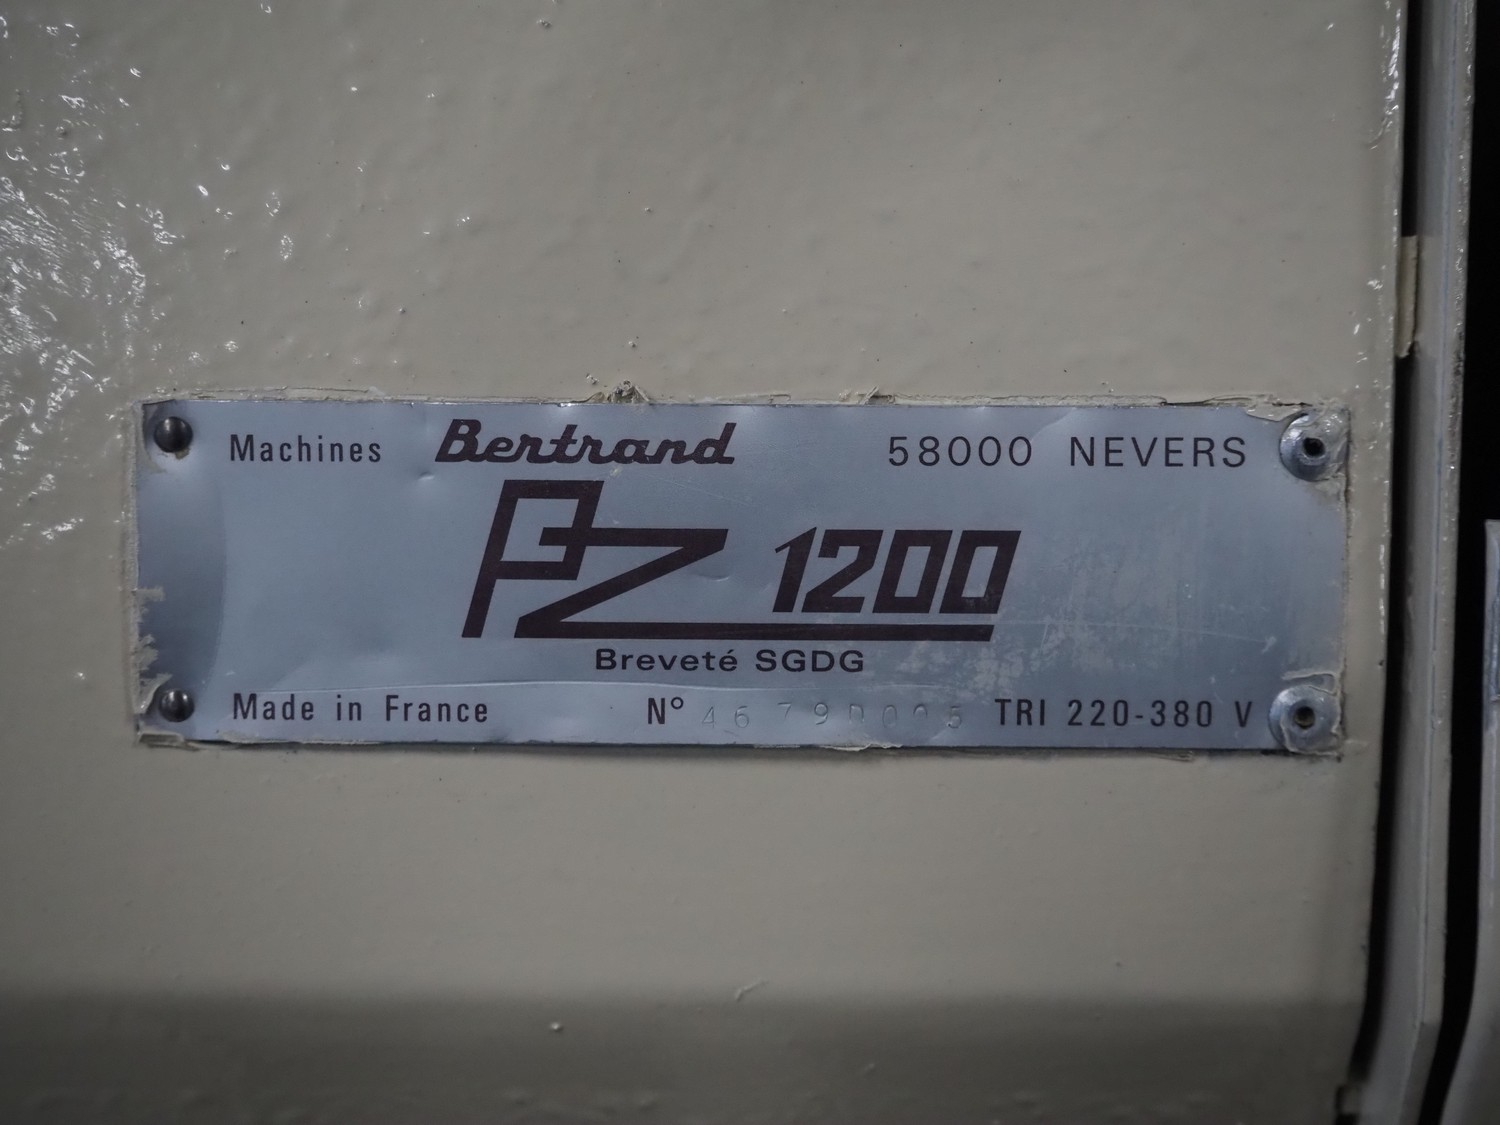 Machines Bertrand 58000 NEVERS
PZ 1200
Breveté SGDG
Made in France N° TRI 220-380 V